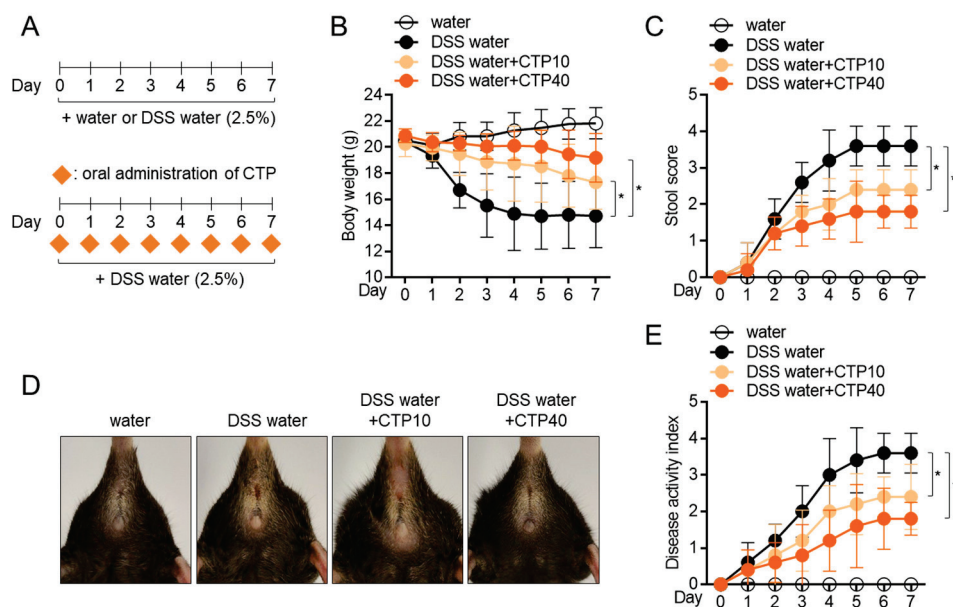 A
Day 0 1 2 3 4 5 6 7
+ water or DSS water (2.5%)
: oral administration of CTP
Day 0 1 2 3 4 5 6 7
+ DSS water (2.5%)
B
water
DSS water
DSS water+CTP10
DSS water+CTP40
Body weight (g)
24
22
20
18
16
14
12
10
Day 0 1 2 3 4 5 6 7
*
*
C
water
DSS water
DSS water+CTP10
DSS water+CTP40
Stool score
5
4
3
2
1
0
Day 0 1 2 3 4 5 6 7
*
D
water
DSS water
DSS water
+CTP10
DSS water
+CTP40
E
water
DSS water
DSS water+CTP10
DSS water+CTP40
Disease activity index
5
4
3
2
1
0
Day 0 1 2 3 4 5 6 7
*